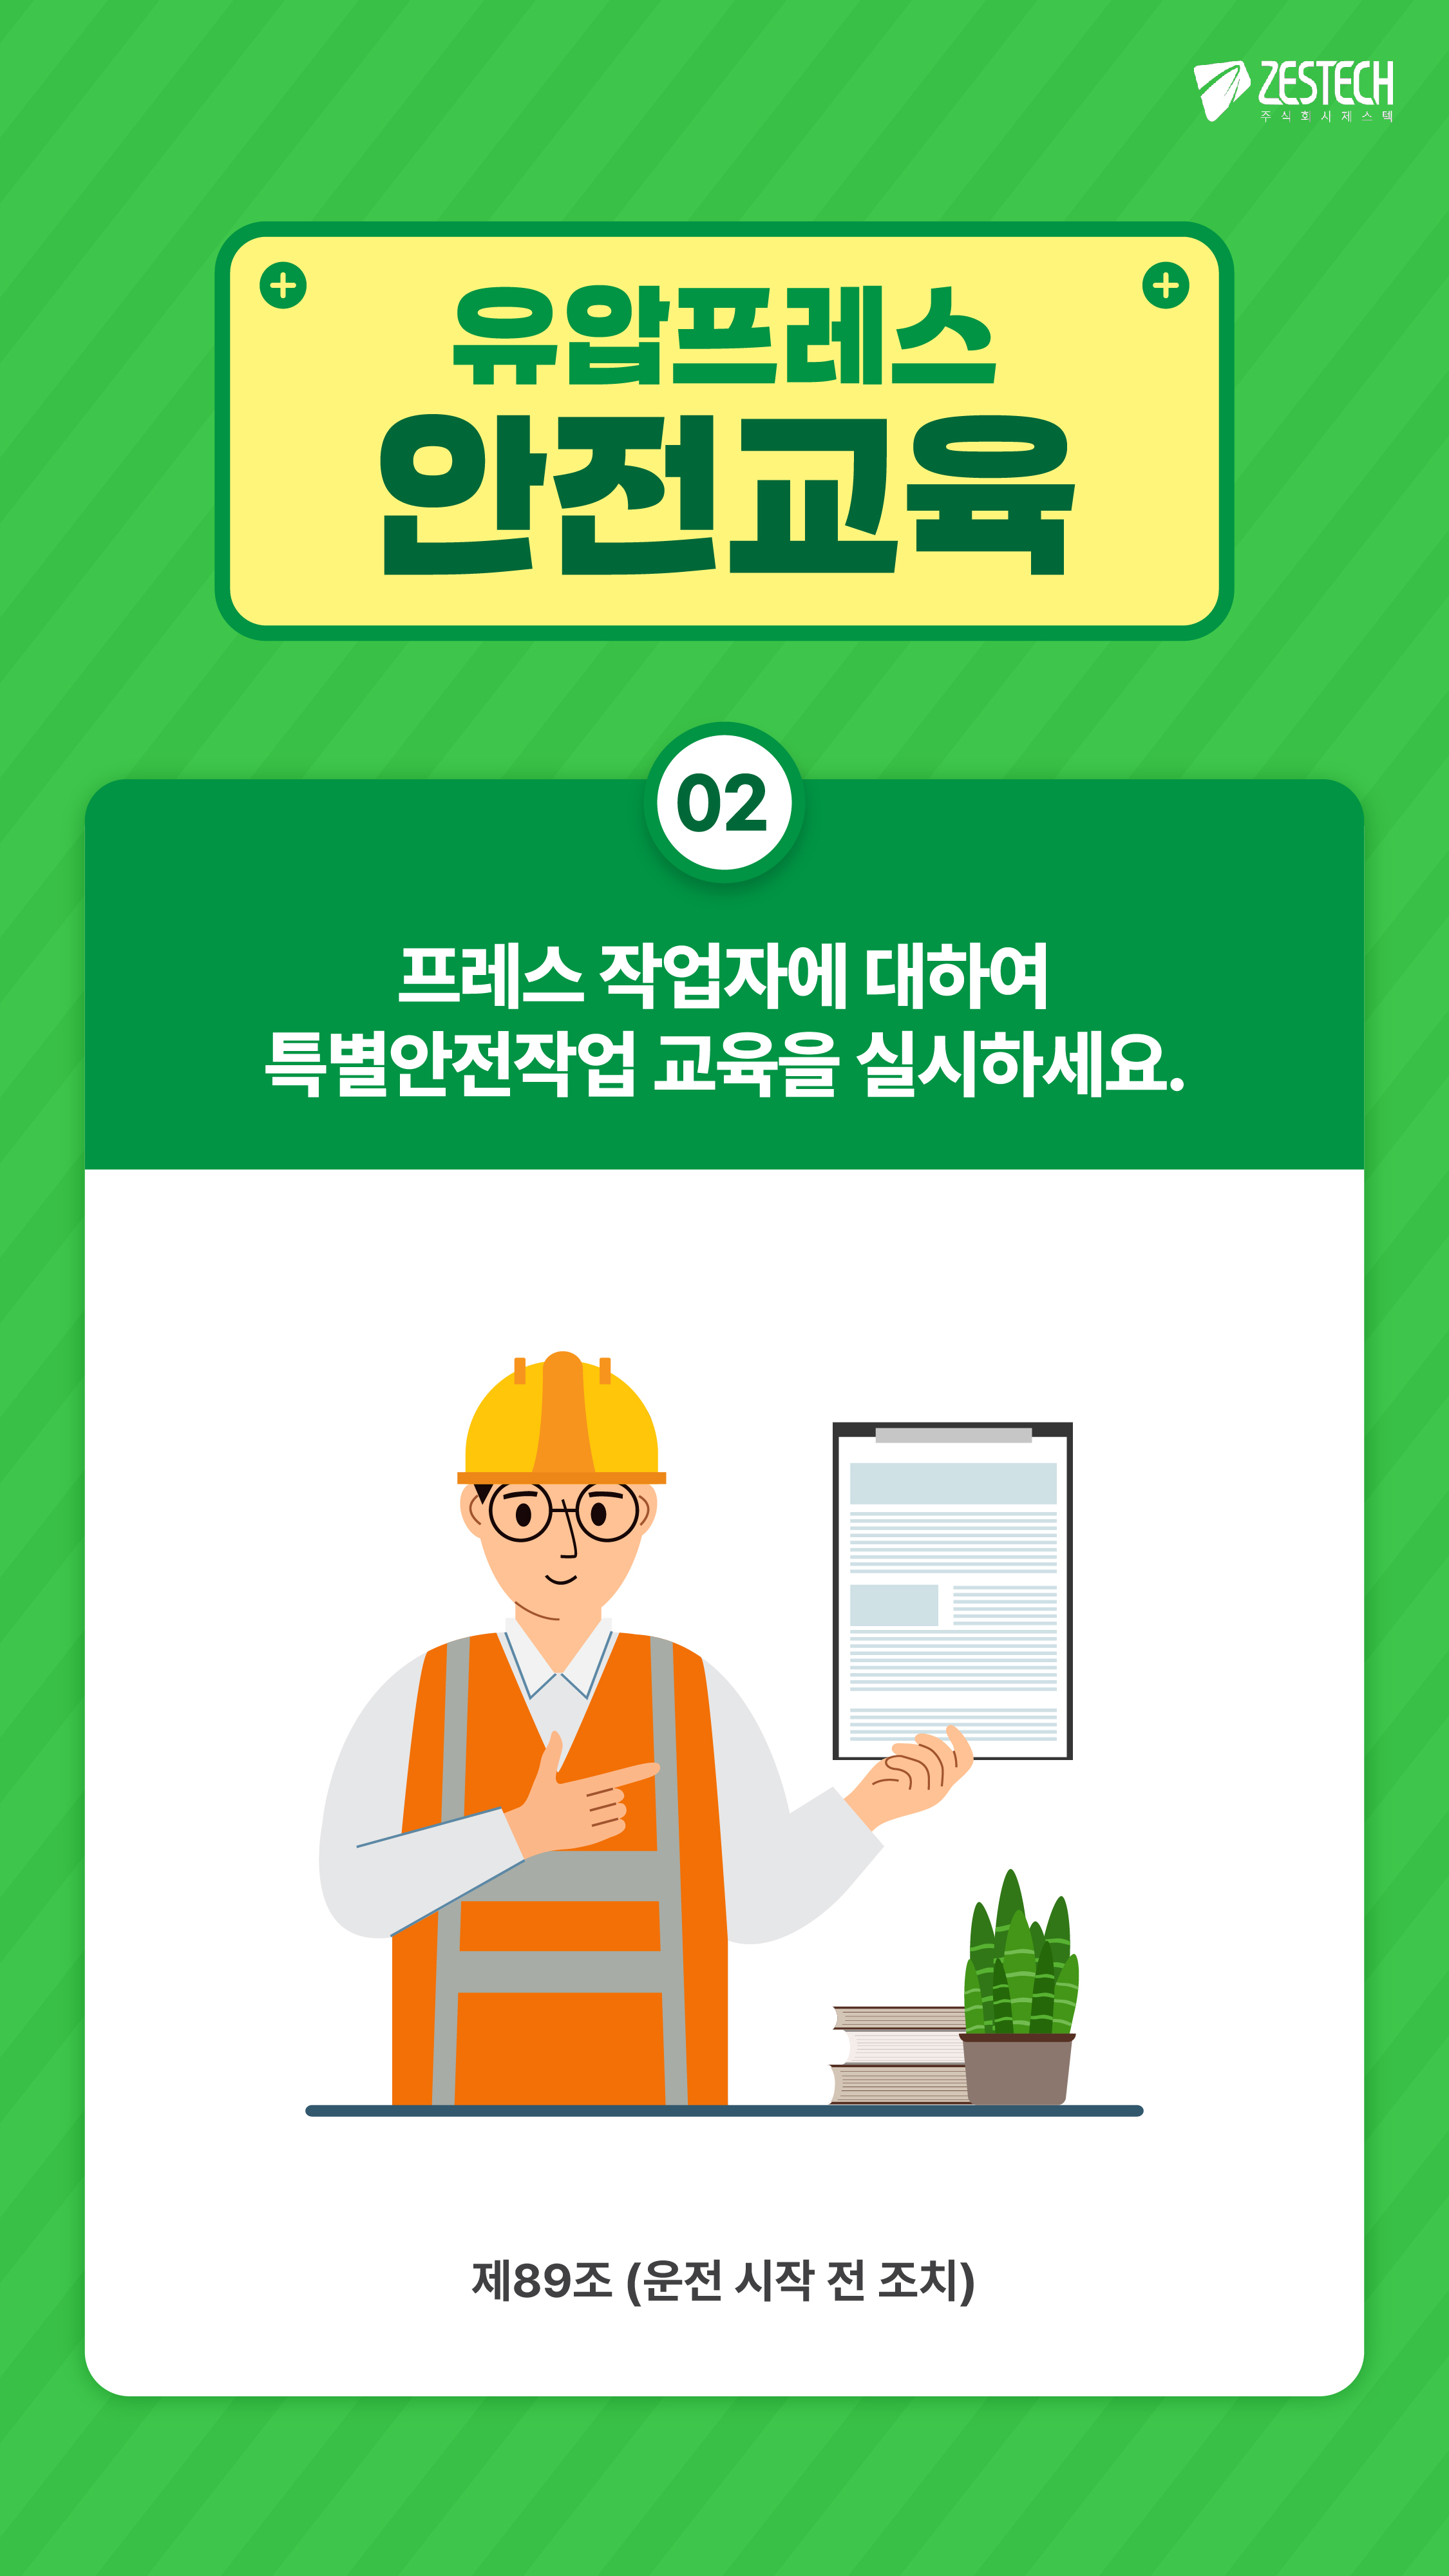 ZESTECH
주식회사제스텍
유압프레스
안전교육
02
프레스 작업자에 대하여
특별안전작업 교육을 실시하세요.
제89조 (운전 시작 전 조치)